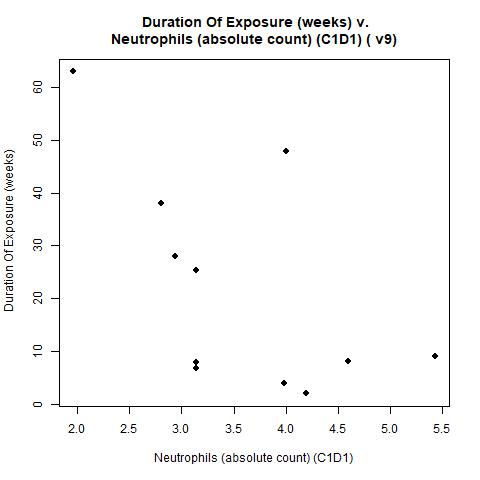 Duration Of Exposure (weeks) v.
Neutrophils (absolute count) (C1D1) ( v9)
Duration Of Exposure (weeks)
60
50
40
30
20
10
0
2.0 2.5 3.0 3.5 4.0 4.5 5.0 5.5
Neutrophils (absolute count) (C1D1)